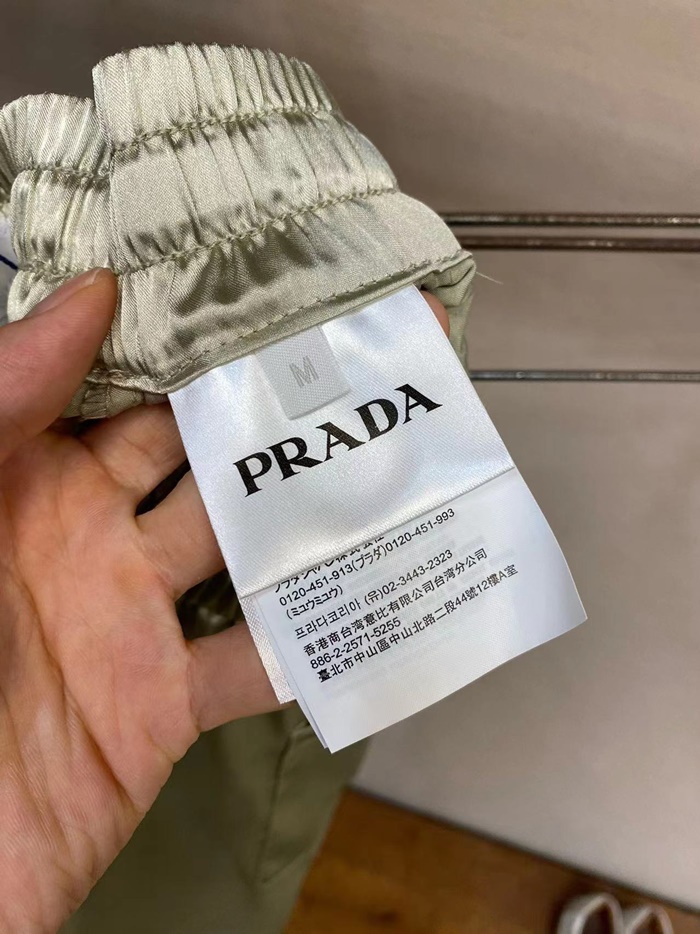 M
PRADA
プラダジャパン株式会社
0120-451-913(プラダ)0120-451-993
(ミュウミュウ)
프라다코리아 (유)02-3443-2323
香港商台湾意比有限公司台湾分公司
886-2-2571-5255
臺北市中山區中山北路二段44號12樓A室